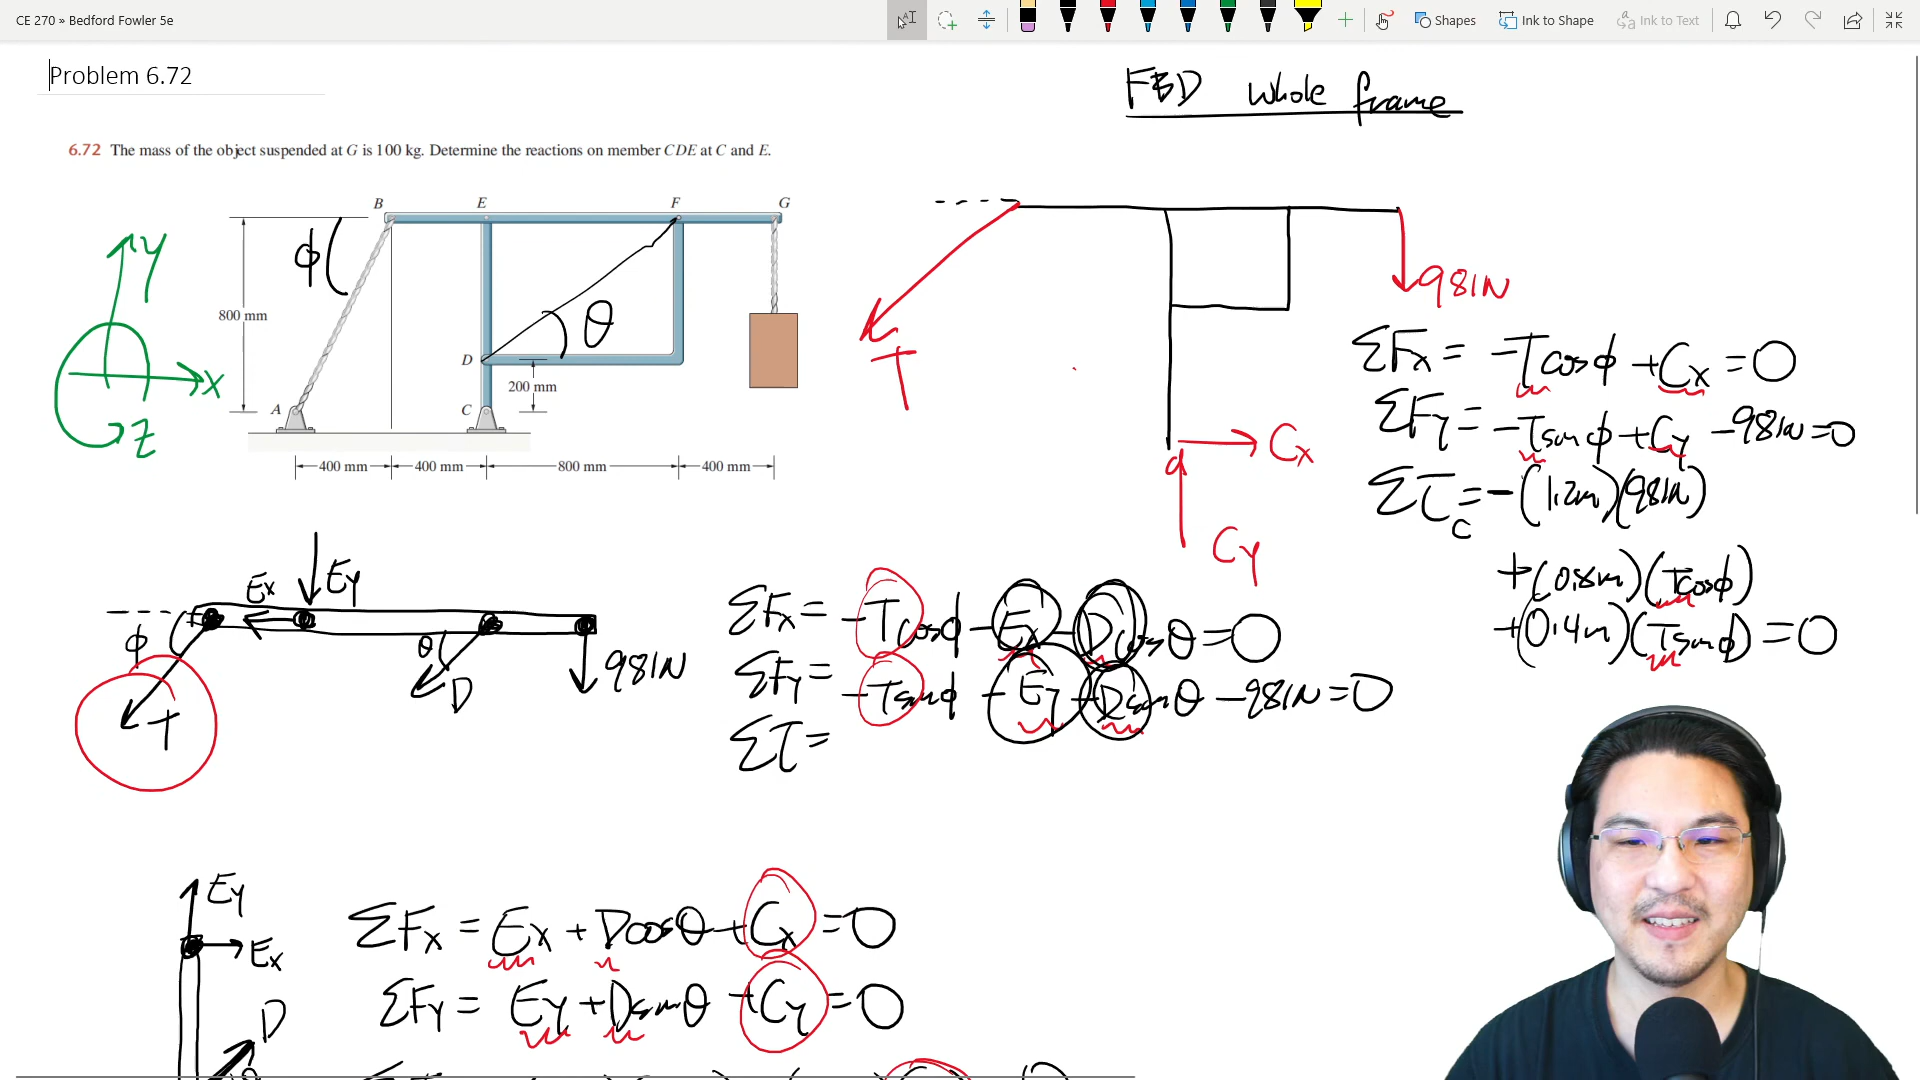 CE 270 » Bedford Fowler 5e
Shapes
Ink to Shape
Ink to Text
Problem 6.72
FBD Whole frame
6.72 The mass of the object suspended at G is 100 kg. Determine the reactions on member CDE at C and E.
B
E
F
G
ϕ
Y
θ
800 mm
D
200 mm
X
A
C
Z
400 mm
400 mm
800 mm
400 mm
981N
T
Cx
Cy
ΣFx = -Tcosϕ + Cx = 0
ΣFy = -Tsinϕ + Cy - 981N = 0
Στc = -(1.2m)(981N)
+(0.8m)(Tcosϕ)
+(0.4m)(Tsinϕ) = 0
Ex
Ey
ϕ
θ
D
981N
T
ΣFx = -Tcosϕ - Ex - Dcosθ = 0
ΣFy = -Tsinϕ - Ey - Dsinθ - 981N = 0
Στ =
Ey
Ex
D
ΣFx = Ex + Dcosθ + Cx = 0
ΣFy = Ey + Dsinθ + Cy = 0